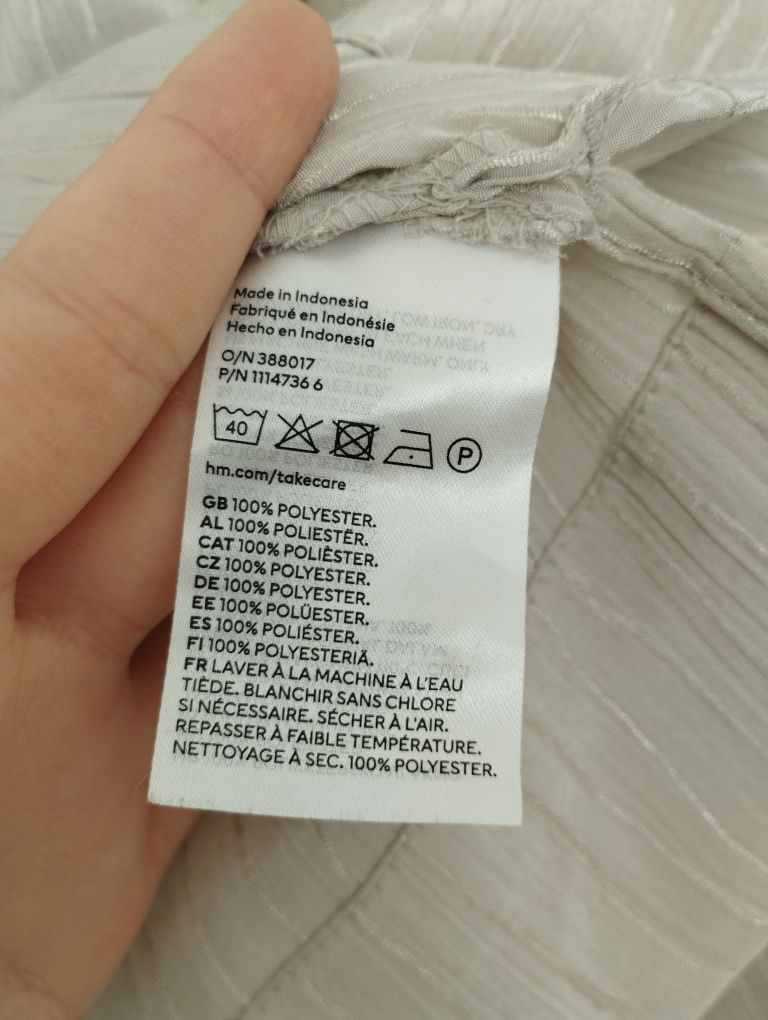 Made in Indonesia
Fabriqué en Indonésie
Hecho en Indonesia
O/N 388017
P/N 1114736 6
40 P
hm.com/takecare
GB 100% POLYESTER.
AL 100% POLIESTËR.
CAT 100% POLIÈSTER.
CZ 100% POLYESTER.
DE 100% POLYESTER.
EE 100% POLÜESTER.
ES 100% POLIÉSTER.
FI 100% POLYESTERIÄ.
FR LAVER À LA MACHINE À L'EAU
TIÈDE. BLANCHIR SANS CHLORE
SI NÉCESSAIRE. SÉCHER À L'AIR.
REPASSER À FAIBLE TEMPÉRATURE.
NETTOYAGE À SEC. 100% POLYESTER.